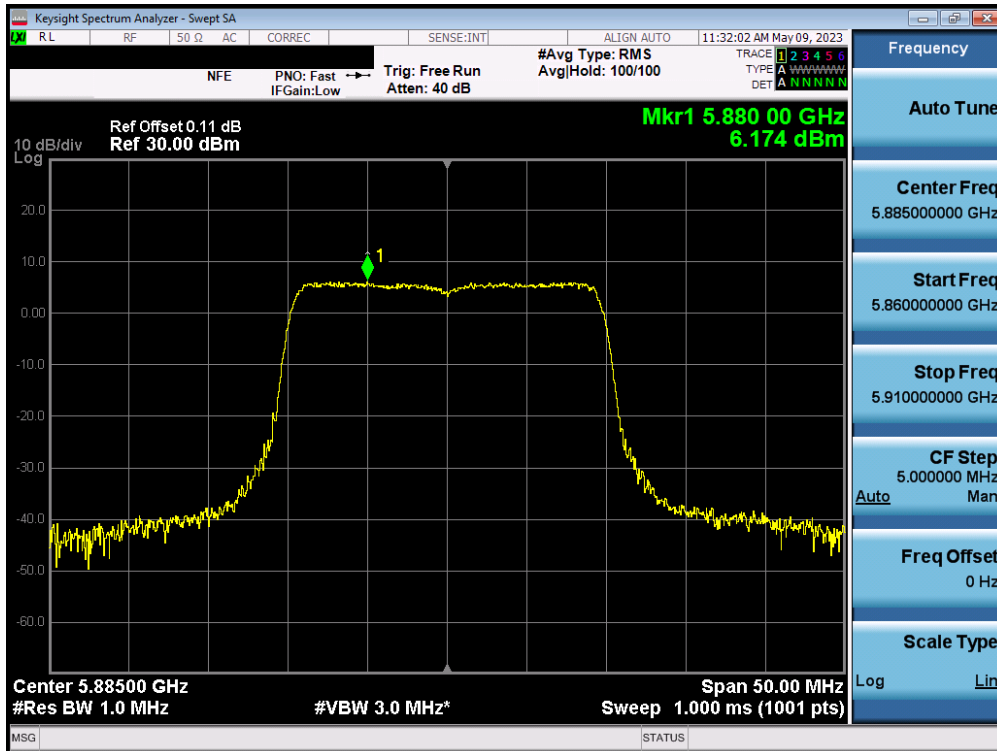 Keysight Spectrum Analyzer - Swept SA
LXI RL RF 50 Ω AC CORREC SENSE:INT ALIGN AUTO 11:32:02 AM May 09, 2023
NFE PNO: Fast Trig: Free Run #Avg Type: RMS TRACE 1 2 3 4 5 6
IFGain:Low Atten: 40 dB Avg|Hold: 100/100 TYPE A WWWWW
DET A N N N N N
Frequency
Auto Tune
Mkr1 5.880 00 GHz
6.174 dBm
Ref Offset 0.11 dB
10 dB/div Ref 30.00 dBm
Log
20.0
10.0
0.00
-10.0
-20.0
-30.0
-40.0
-50.0
-60.0
1
Center Freq
5.885000000 GHz
Start Freq
5.860000000 GHz
Stop Freq
5.910000000 GHz
CF Step
5.000000 MHz
Auto Man
Freq Offset
0 Hz
Scale Type
Log Lin
Center 5.88500 GHz Span 50.00 MHz
#Res BW 1.0 MHz #VBW 3.0 MHz* Sweep 1.000 ms (1001 pts)
MSG STATUS